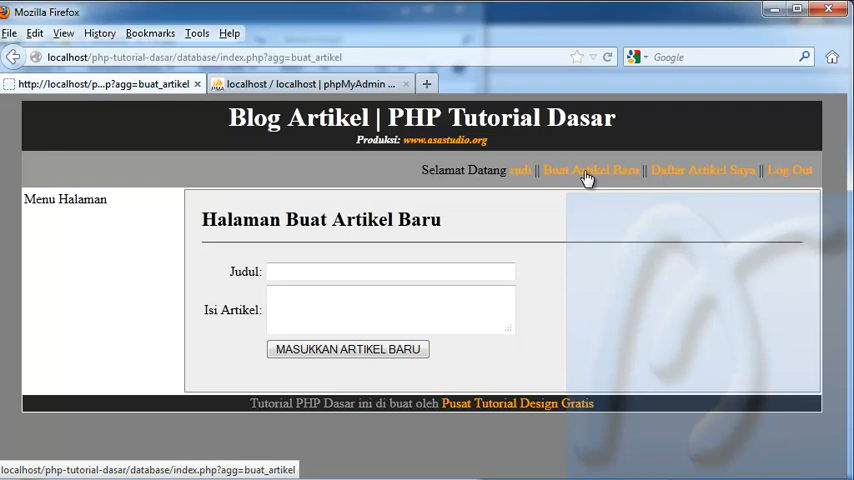 Mozilla Firefox
File Edit View History Bookmarks Tools Help
localhost/php-tutorial-dasar/database/index.php?agg=buat_artikel
Google
http://localhost/p...p?agg=buat_artikel
localhost / localhost | phpMyAdmin ...
Blog Artikel | PHP Tutorial Dasar
Produksi: www.asastudio.org
Selamat Datang rudi || Buat Artikel Baru || Daftar Artikel Saya || Log Out
Menu Halaman
Halaman Buat Artikel Baru
Judul:
Isi Artikel:
MASUKKAN ARTIKEL BARU
Tutorial PHP Dasar ini di buat oleh Pusat Tutorial Design Gratis
localhost/php-tutorial-dasar/database/index.php?agg=buat_artikel